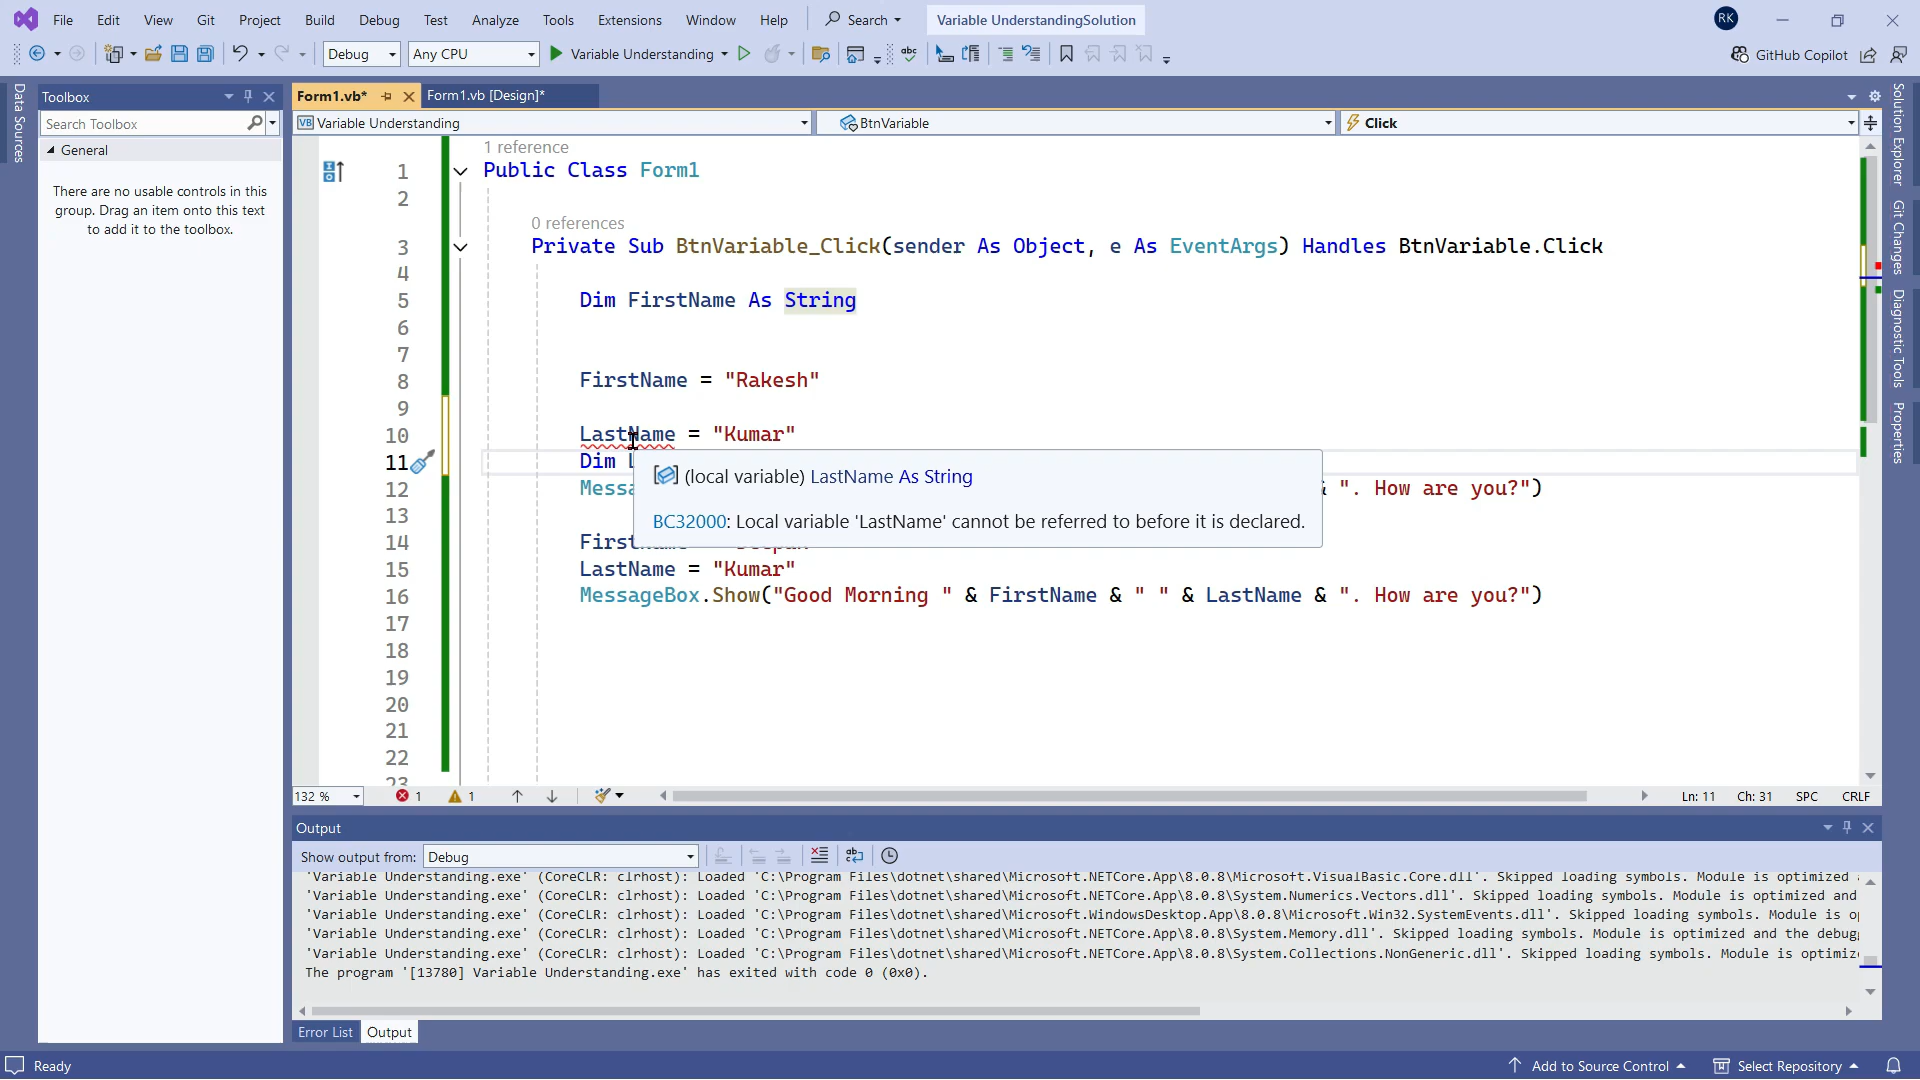 File Edit View Git Project Build Debug Test Analyze Tools Extensions Window Help Search Variable UnderstandingSolution RK
Debug Any CPU Variable Understanding GitHub Copilot
Data Sources
Toolbox
Search Toolbox
General
There are no usable controls in this
group. Drag an item onto this text
to add it to the toolbox.
Form1.vb* Form1.vb [Design]*
VB Variable Understanding BtnVariable Click
1 reference
1 Public Class Form1
2
0 references
3 Private Sub BtnVariable_Click(sender As Object, e As EventArgs) Handles BtnVariable.Click
4
5 Dim FirstName As String
6
7
8 FirstName = "Rakesh"
9
10 LastName = "Kumar"
11 Dim L
(local variable) LastName As String
BC32000: Local variable 'LastName' cannot be referred to before it is declared.
12 Messa & ". How are you?")
13
14 First
15 LastName = "Kumar"
16 MessageBox.Show("Good Morning " & FirstName & " " & LastName & ". How are you?")
17
18
19
20
21
22
23
132 % 1 1 Ln: 11 Ch: 31 SPC CRLF
Output
Show output from: Debug
'Variable Understanding.exe' (CoreCLR: clrhost): Loaded 'C:\Program Files\dotnet\shared\Microsoft.NETCore.App\8.0.8\Microsoft.VisualBasic.Core.dll'. Skipped loading symbols. Module is optimized
'Variable Understanding.exe' (CoreCLR: clrhost): Loaded 'C:\Program Files\dotnet\shared\Microsoft.NETCore.App\8.0.8\System.Numerics.Vectors.dll'. Skipped loading symbols. Module is optimized and
'Variable Understanding.exe' (CoreCLR: clrhost): Loaded 'C:\Program Files\dotnet\shared\Microsoft.WindowsDesktop.App\8.0.8\Microsoft.Win32.SystemEvents.dll'. Skipped loading symbols. Module is
'Variable Understanding.exe' (CoreCLR: clrhost): Loaded 'C:\Program Files\dotnet\shared\Microsoft.NETCore.App\8.0.8\System.Memory.dll'. Skipped loading symbols. Module is optimized and the
'Variable Understanding.exe' (CoreCLR: clrhost): Loaded 'C:\Program Files\dotnet\shared\Microsoft.NETCore.App\8.0.8\System.Collections.NonGeneric.dll'. Skipped loading symbols. Module is
The program '[13780] Variable Understanding.exe' has exited with code 0 (0x0).
Error List Output
Ready Add to Source Control Select Repository
Solution Explorer
Git Changes
Diagnostic Tools
Properties